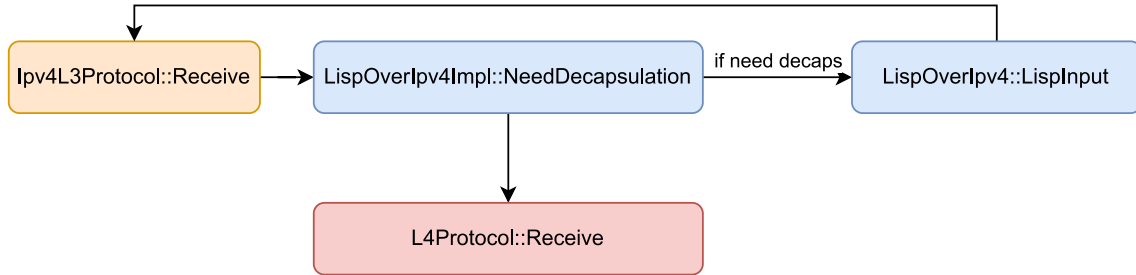 Ipv4L3Protocol::Receive
LispOverIpv4Impl::NeedDecapsulation
if need decaps
LispOverIpv4::LispInput
L4Protocol::Receive